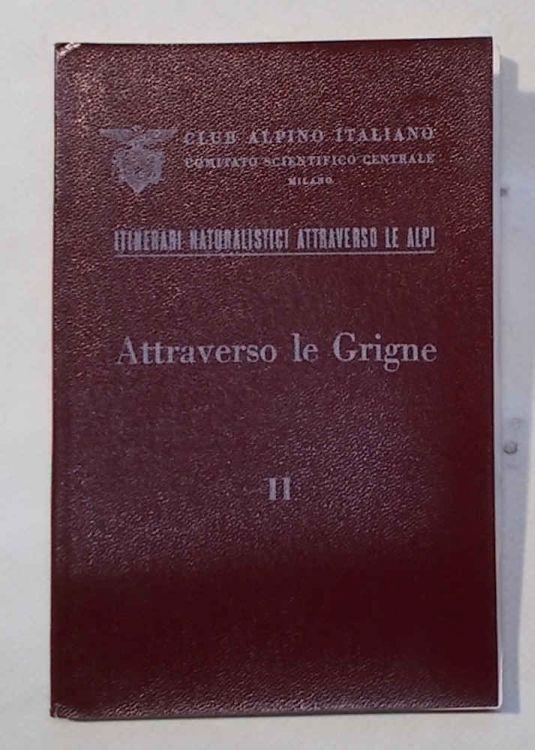 CLUB ALPINO ITALIANO
COMITATO SCIENTIFICO CENTRALE
MILANO
ITINERARI NATURALISTICI ATTRAVERSO LE ALPI
Attraverso le Grigne
II